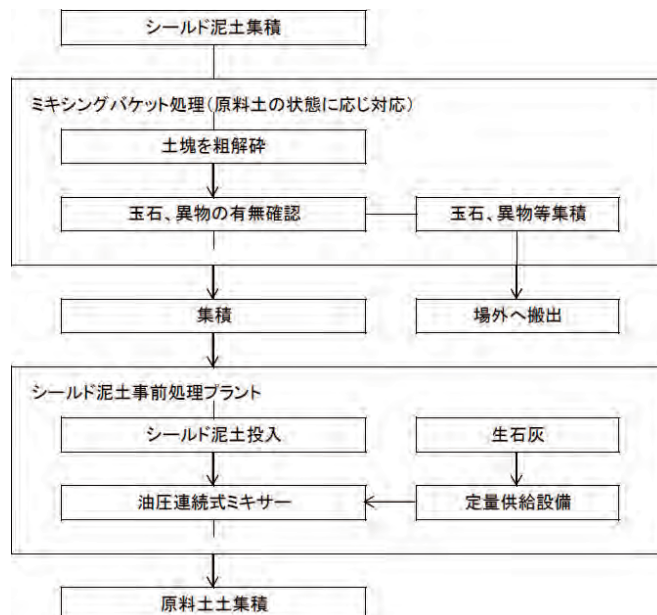 シールド泥土集積
ミキシングバケット処理(原料土の状態に応じ対応)
土塊を粗解砕
玉石、異物の有無確認
玉石、異物等集積
集積
場外へ搬出
シールド泥土事前処理プラント
シールド泥土投入
生石灰
油圧連続式ミキサー
定量供給設備
原料土土集積